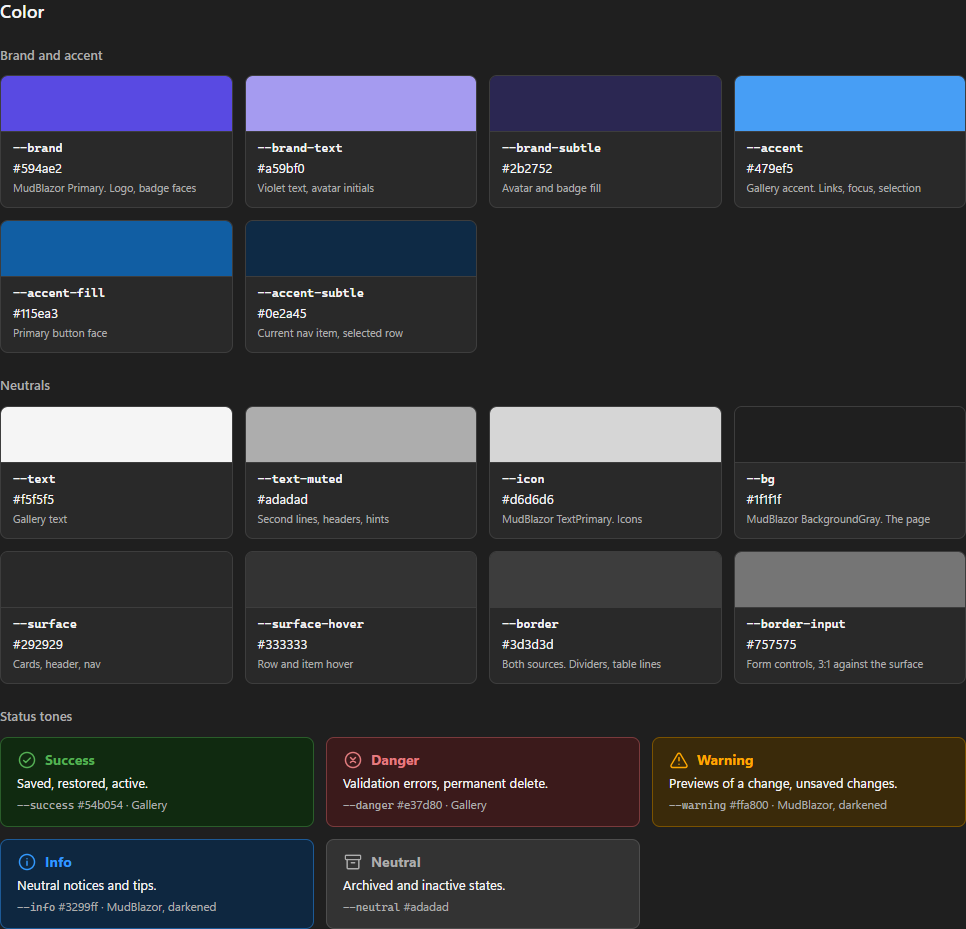 Color
Brand and accent
--brand
#594ae2
MudBlazor Primary. Logo, badge faces
--brand-text
#a59bf0
Violet text, avatar initials
--brand-subtle
#2b2752
Avatar and badge fill
--accent
#479ef5
Gallery accent. Links, focus, selection
--accent-fill
#115ea3
Primary button face
--accent-subtle
#0e2a45
Current nav item, selected row
Neutrals
--text
#f5f5f5
Gallery text
--text-muted
#adadad
Second lines, headers, hints
--icon
#d6d6d6
MudBlazor TextPrimary. Icons
--bg
#1f1f1f
MudBlazor BackgroundGray. The page
--surface
#292929
Cards, header, nav
--surface-hover
#333333
Row and item hover
--border
#3d3d3d
Both sources. Dividers, table lines
--border-input
#757575
Form controls, 3:1 against the surface
Status tones
Success
Saved, restored, active.
--success #54b054 · Gallery
Danger
Validation errors, permanent delete.
--danger #e37d80 · Gallery
Warning
Previews of a change, unsaved changes.
--warning #ffa800 · MudBlazor, darkened
Info
Neutral notices and tips.
--info #3299ff · MudBlazor, darkened
Neutral
Archived and inactive states.
--neutral #adadad